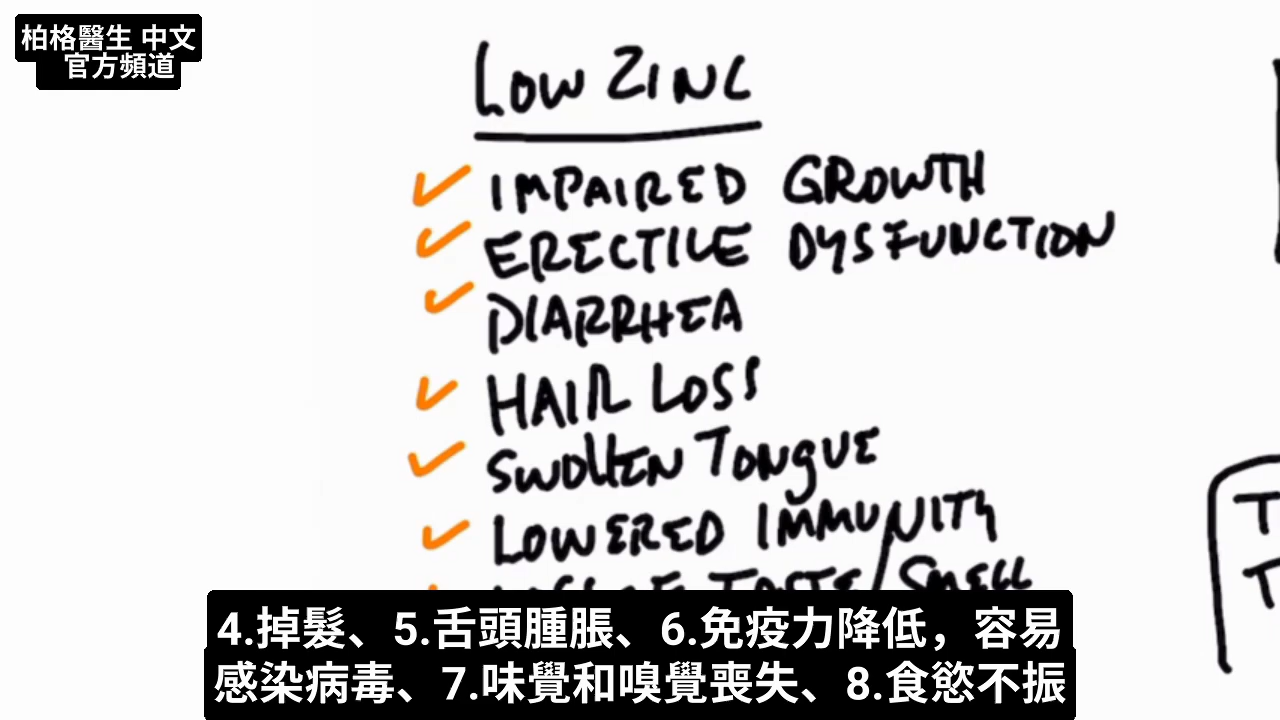 柏格醫生 中文
官方頻道
LOW ZINC
IMPAIRED GROWTH
ERECTILE DYSFUNCTION
DIARRHEA
HAIR LOSS
SWOLLEN TONGUE
LOWERED IMMUNITY
TASTE/SMELL
4.掉髮、5.舌頭腫脹、6.免疫力降低，容易
感染病毒、7.味覺和嗅覺喪失、8.食慾不振